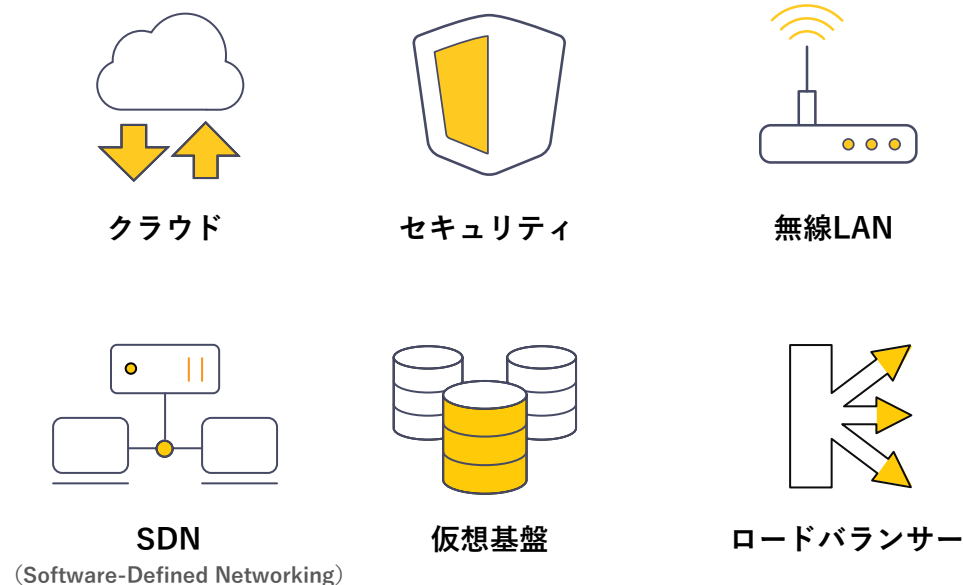 クラウド
セキュリティ
無線LAN
SDN
（Software-Defined Networking）
仮想基盤
ロードバランサー